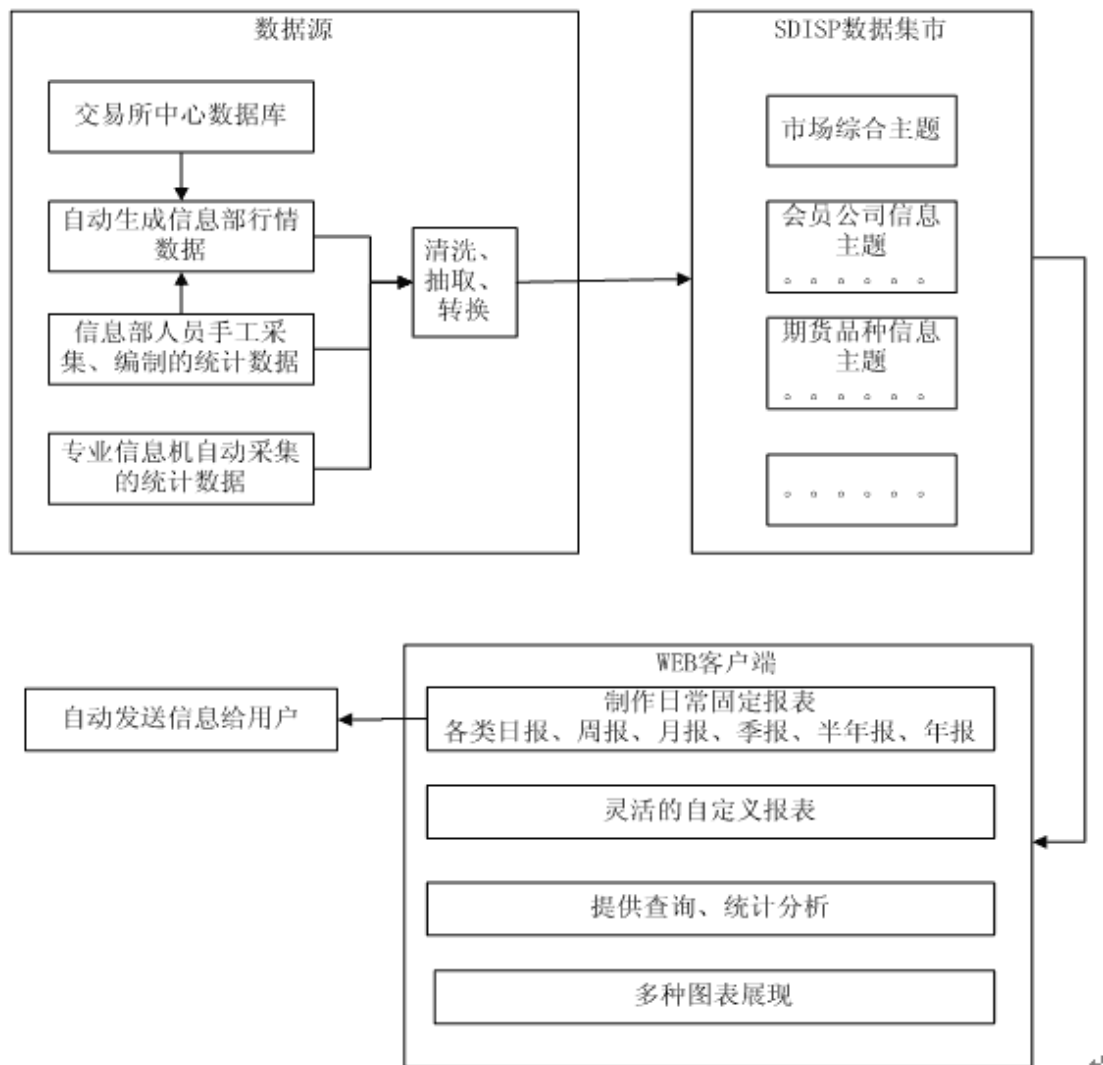 数据源
交易所中心数据库
自动生成信息部行情
数据
信息部人员手工采
集、编制的统计数据
专业信息机自动采集
的统计数据
清洗、
抽取、
转换
SDISP数据集市
市场综合主题
会员公司信息
主题
。。。。。。
期货品种信息
主题
。。。。。。
。。。。。。
WEB客户端
制作日常固定报表
各类日报、周报、月报、季报、半年报、年报
灵活的自定义报表
提供查询、统计分析
多种图表展现
自动发送信息给用户